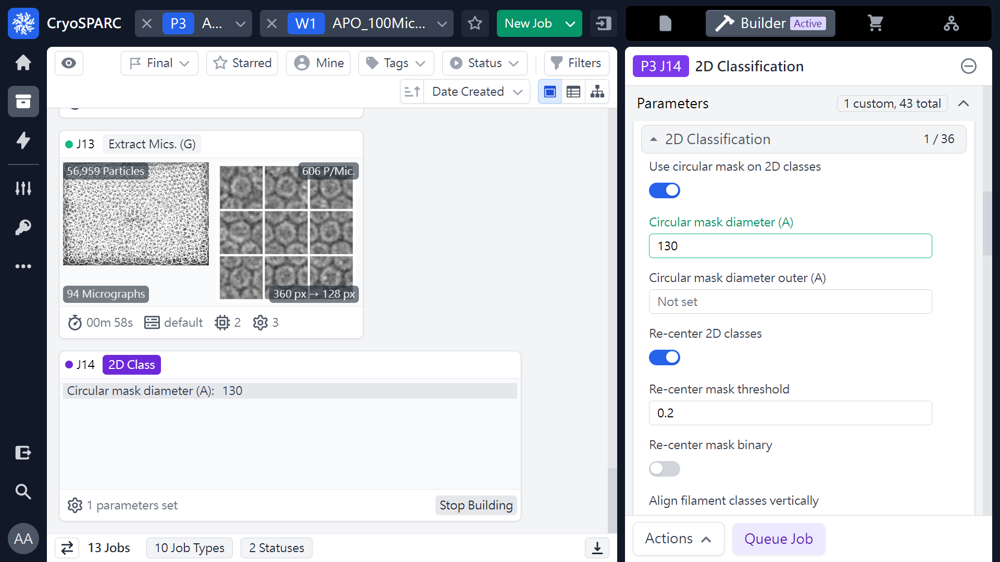 CryoSPARC
P3 A...
W1 APO_100Mic...
New Job
Builder Active
Final
Starred
Mine
Tags
Status
Filters
Date Created
J13 Extract Mics. (G)
56,959 Particles
606 P/Mic.
94 Micrographs
360 px → 128 px
00m 58s default 2 3
J14 2D Class
Circular mask diameter (A): 130
1 parameters set
Stop Building
13 Jobs
10 Job Types
2 Statuses
AA
P3 J14 2D Classification
Parameters
1 custom, 43 total
2D Classification
1 / 36
Use circular mask on 2D classes
Circular mask diameter (A)
130
Circular mask diameter outer (A)
Not set
Re-center 2D classes
Re-center mask threshold
0.2
Re-center mask binary
Align filament classes vertically
Actions
Queue Job